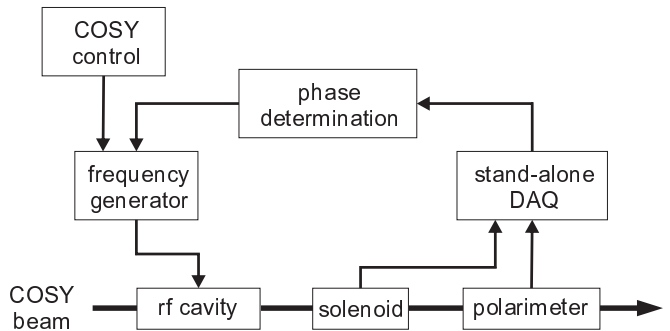 COSY
control
phase
determination
frequency
generator
stand-alone
DAQ
COSY
beam
rf cavity
solenoid
polarimeter